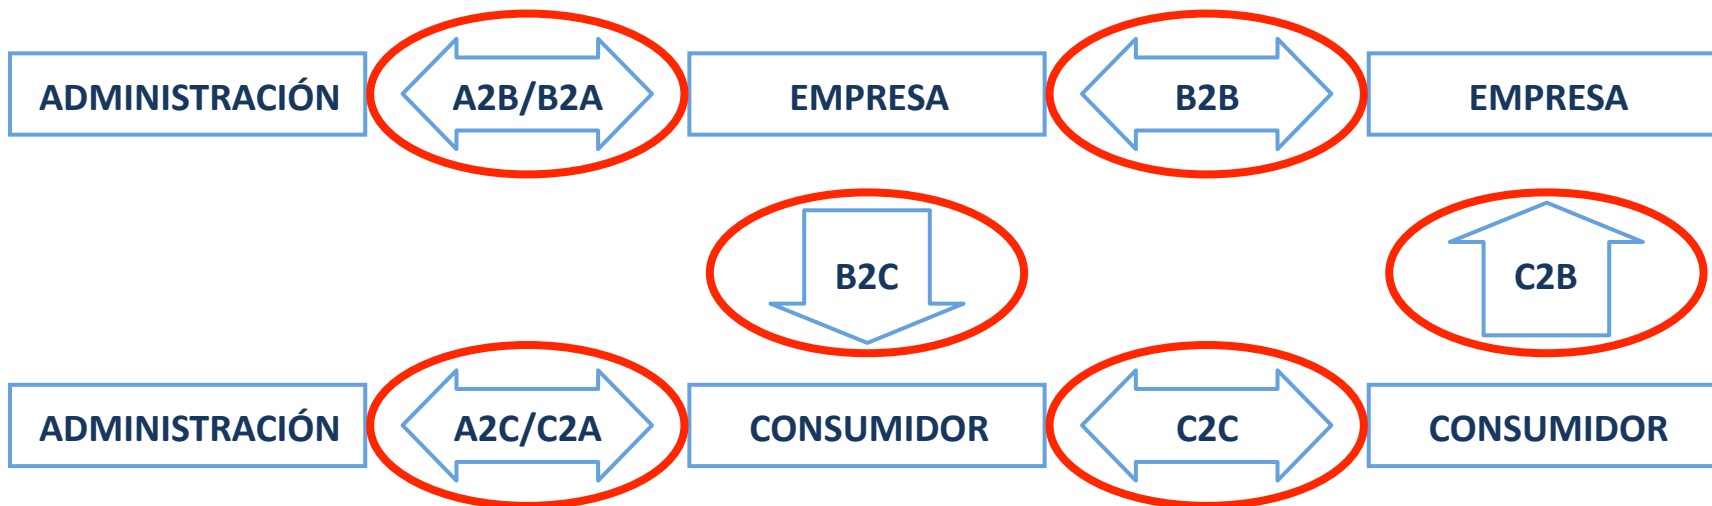 ADMINISTRACIÓN
A2B/B2A
EMPRESA
B2B
EMPRESA
B2C
C2B
ADMINISTRACIÓN
A2C/C2A
CONSUMIDOR
C2C
CONSUMIDOR